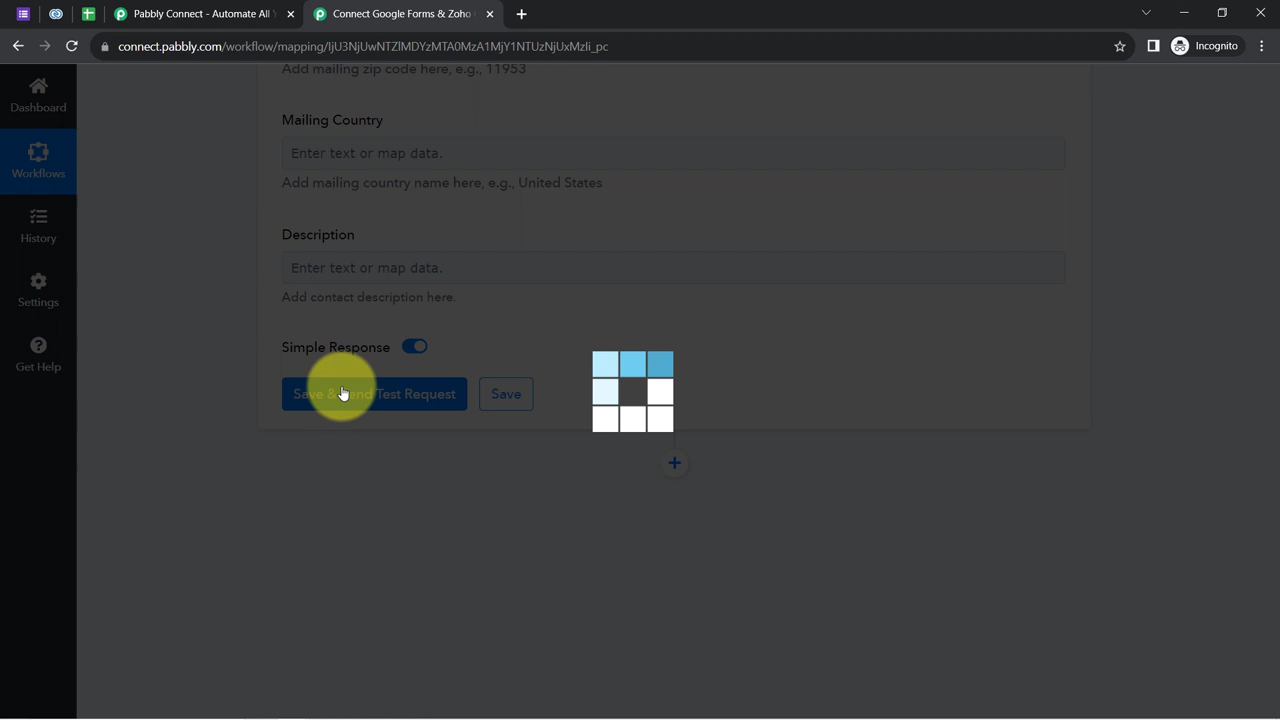 Pabbly Connect - Automate All Y
Connect Google Forms & Zoho
connect.pabbly.com/workflow/mapping/IjU3NjUwNTZlMDYzMTA0MzA1MjY1NTUzNjUxMzIi_pc
Incognito
Dashboard
Workflows
History
Settings
Get Help
Add mailing zip code here, e.g., 11953
Mailing Country
Enter text or map data.
Add mailing country name here, e.g., United States
Description
Enter text or map data.
Add contact description here.
Simple Response
Save & Send Test Request
Save